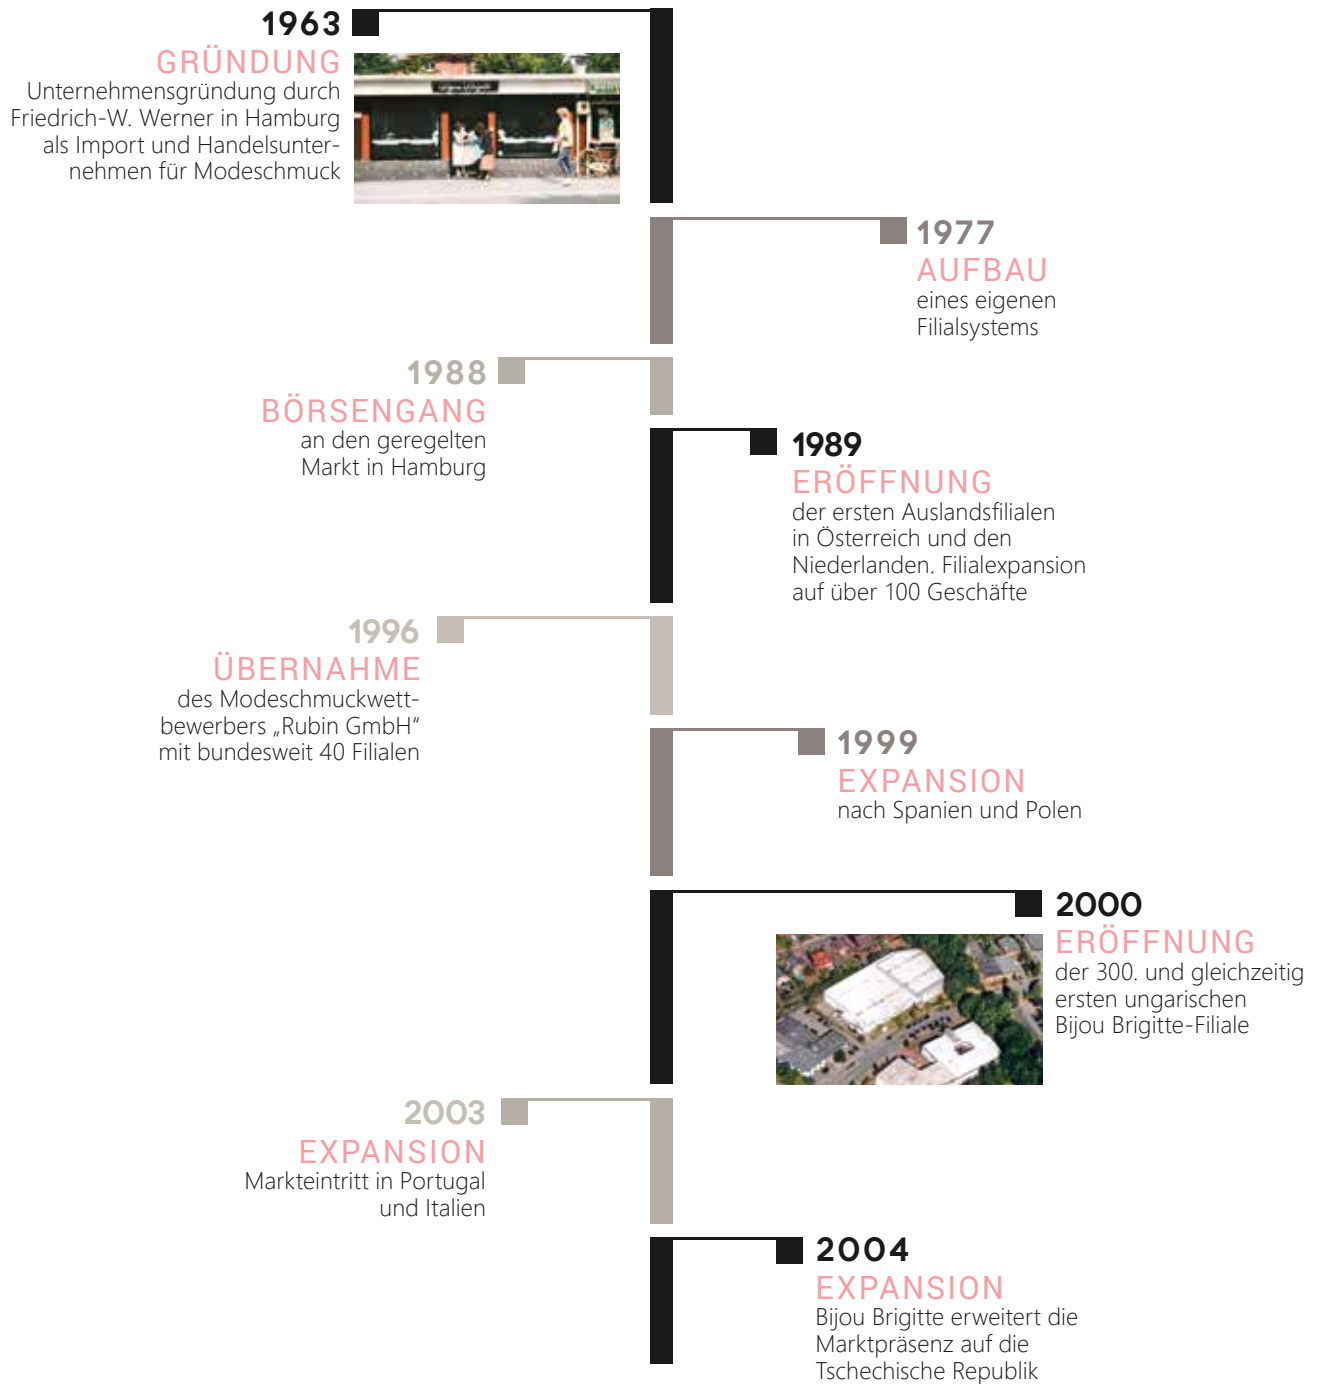 1963
GRÜNDUNG
Unternehmensgründung durch
Friedrich-W. Werner in Hamburg
als Import und Handelsunter-
nehmen für Modeschmuck
1977
AUFBAU
eines eigenen
Filialsystems
1988
BÖRSENGANG
an den geregelten
Markt in Hamburg
1989
ERÖFFNUNG
der ersten Auslandsfilialen
in Österreich und den
Niederlanden. Filialexpansion
auf über 100 Geschäfte
1996
ÜBERNAHME
des Modeschmuckwett-
bewerbers „Rubin GmbH“
mit bundesweit 40 Filialen
1999
EXPANSION
nach Spanien und Polen
2000
ERÖFFNUNG
der 300. und gleichzeitig
ersten ungarischen
Bijou Brigitte-Filiale
2003
EXPANSION
Markteintritt in Portugal
und Italien
2004
EXPANSION
Bijou Brigitte erweitert die
Marktpräsenz auf die
Tschechische Republik